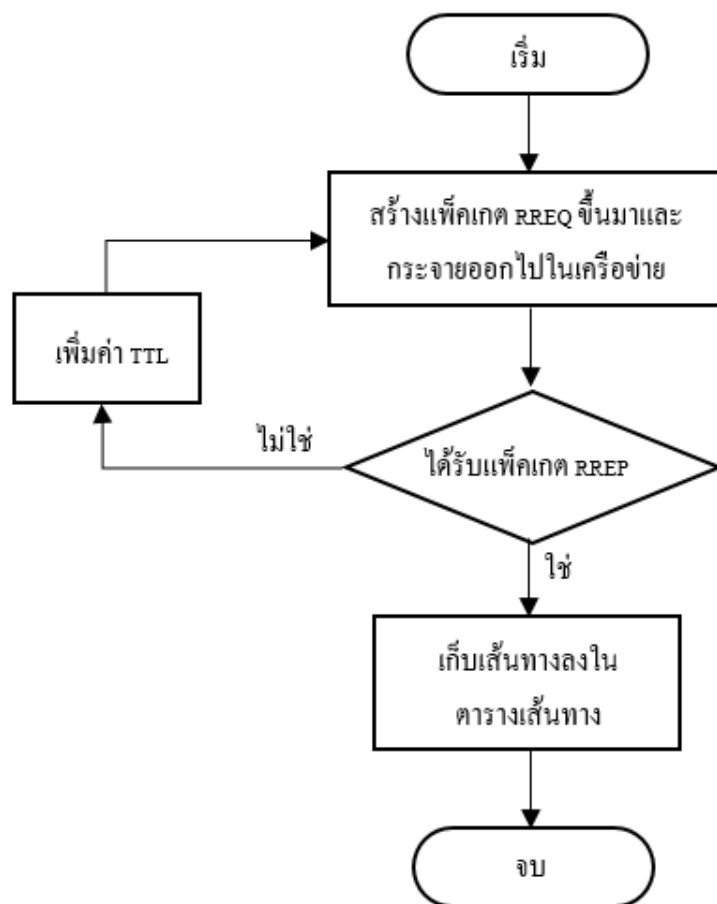 เริ่ม
สร้างแพ็คเกต RREQ ขึ้นมาและ
กระจายออกไปในเครือข่าย
เพิ่มค่า TTL
ไม่ใช่
ได้รับแพ็คเกต RREP
ใช่
เก็บเส้นทางลงใน
ตารางเส้นทาง
จบ